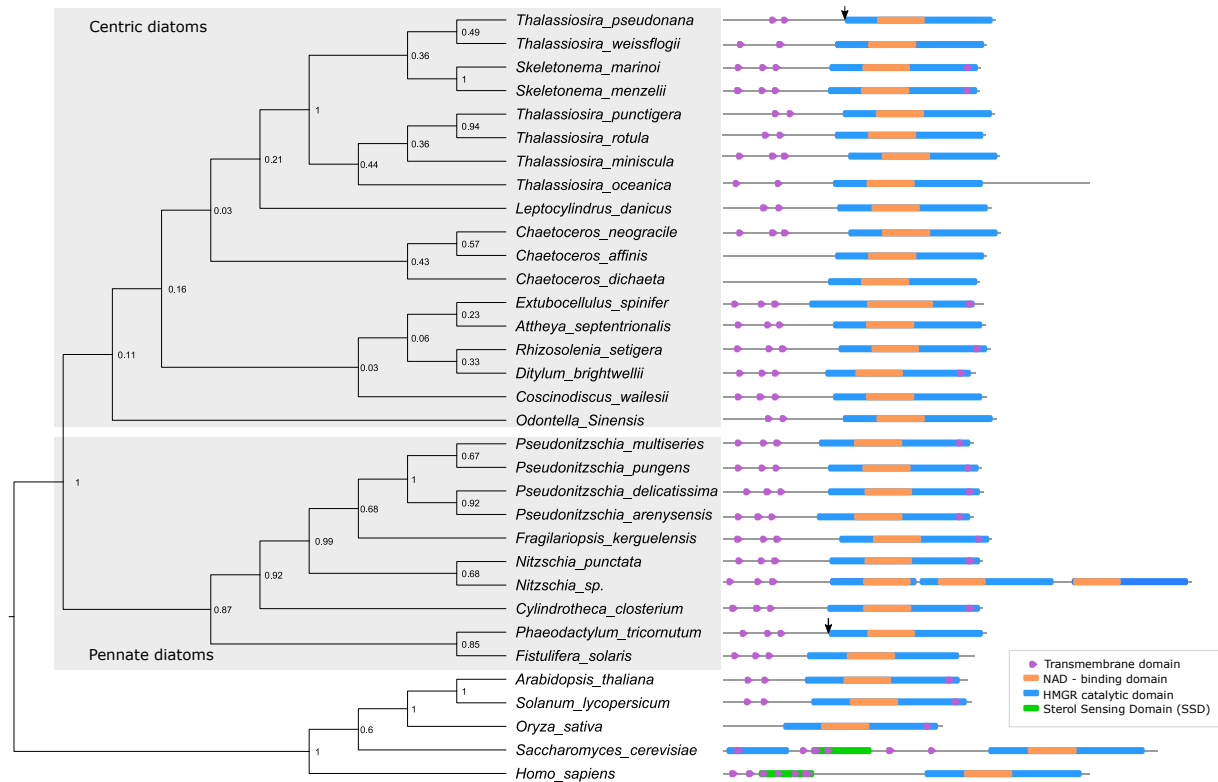 Centric diatoms
Thalassiosira_pseudonana
0.49
Thalassiosira_weissflogii
0.36
Skeletonema_marinoi
1
Skeletonema_menzelii
1
Thalassiosira_punctigera
0.94
Thalassiosira_rotula
0.36
Thalassiosira_miniscula
0.44
0.21
Thalassiosira_oceanica
Leptocylindrus_danicus
0.03
Chaetoceros_neogracile
0.57
Chaetoceros_affinis
0.43
Chaetoceros_dichaeta
0.16
Extubocellulus_spinifer
0.23
Attheya_septentrionalis
0.06
Rhizosolenia_setigera
0.11
0.33
Ditylum_brightwellii
0.03
Coscinodiscus_wailesii
Odontella_Sinensis
Pseudonitzschia_multiseries
0.67
Pseudonitzschia_pungens
1
1
Pseudonitzschia_delicatissima
0.92
0.68
Pseudonitzschia_arenysensis
Fragilariopsis_kerguelensis
0.99
Nitzschia_punctata
0.68
0.92
Nitzschia_sp.
Cylindrotheca_closterium
0.87
Phaeodactylum_tricornutum
0.85
Pennate diatoms
Fistulifera_solaris
Arabidopsis_thaliana
1
Solanum_lycopersicum
1
Oryza_sativa
0.6
Saccharomyces_cerevisiae
1
Homo_sapiens
Transmembrane domain
NAD - binding domain
HMGR catalytic domain
Sterol Sensing Domain (SSD)